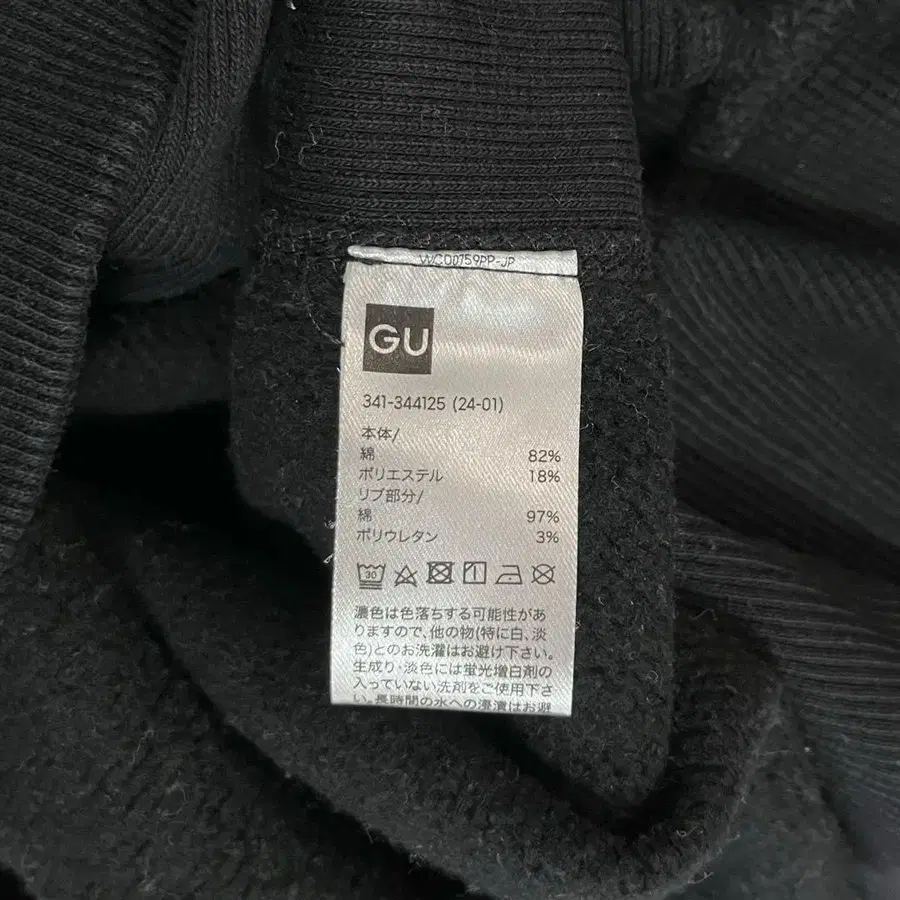 WC00759PP-JP
GU
341-344125 (24-01)
本体/
綿 82%
ポリエステル 18%
リブ部分/
綿 97%
ポリウレタン 3%
30
濃色は色落ちする可能性があ
りますので、他の物(特に白、淡
色)とのお洗濯はお避け下さい。
生成り・淡色には蛍光増白剤の
入っていない洗剤をご使用下さ
い。長時間の水への浸漬はお避